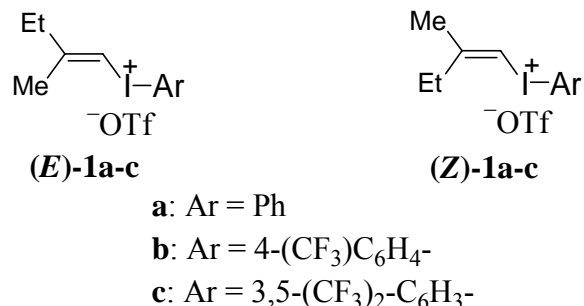 Et Me
Me I+–Ar Et I+–Ar
⁻OTf ⁻OTf
(E)-1a-c (Z)-1a-c
a: Ar = Ph
b: Ar = 4-(CF₃)C₆H₄-
c: Ar = 3,5-(CF₃)₂-C₆H₃-